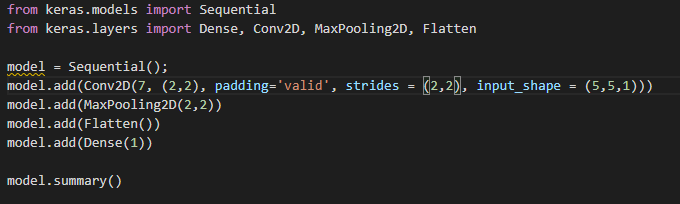 from keras.models import Sequential
from keras.layers import Dense, Conv2D, MaxPooling2D, Flatten
model = Sequential();
model.add(Conv2D(7, (2,2), padding='valid', strides = (2,2), input_shape = (5,5,1)))
model.add(MaxPooling2D(2,2))
model.add(Flatten())
model.add(Dense(1))
model.summary()